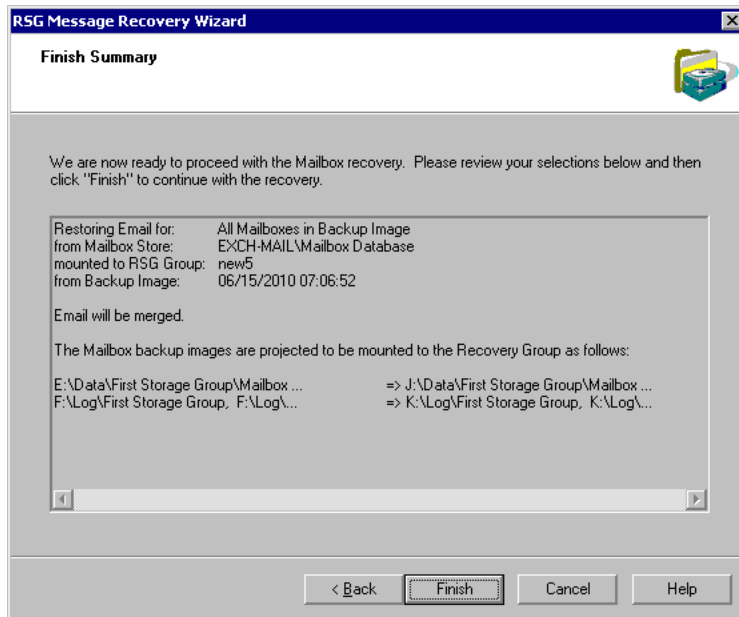 RSG Message Recovery Wizard
Finish Summary
We are now ready to proceed with the Mailbox recovery. Please review your selections below and then
click "Finish" to continue with the recovery.
Restoring Email for: All Mailboxes in Backup Image
from Mailbox Store: EXCH-MAIL\Mailbox Database
mounted to RSG Group: new5
from Backup Image: 06/15/2010 07:06:52
Email will be merged.
The Mailbox backup images are projected to be mounted to the Recovery Group as follows:
E:\Data\First Storage Group\Mailbox ... => J:\Data\First Storage Group\Mailbox ...
F:\Log\First Storage Group, F:\Log\... => K:\Log\First Storage Group, K:\Log\...
< Back Finish Cancel Help